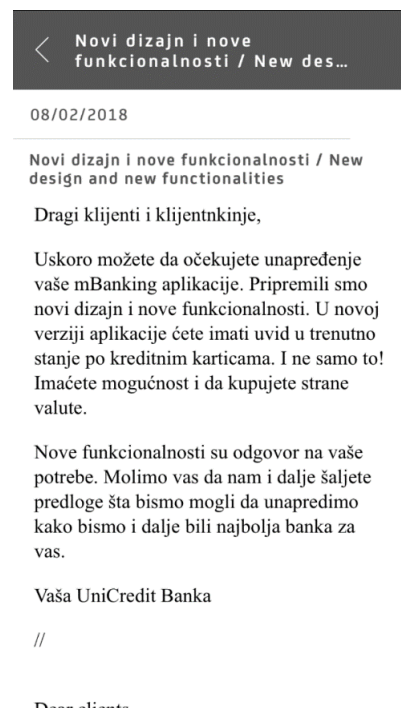 Novi dizajn i nove
funkcionalnosti / New des…
08/02/2018
Novi dizajn i nove funkcionalnosti / New
design and new functionalities
Dragi klijenti i klijentnkinje,
Uskoro možete da očekujete unapređenje
vaše mBanking aplikacije. Pripremili smo
novi dizajn i nove funkcionalnosti. U novoj
verziji aplikacije ćete imati uvid u trenutno
stanje po kreditnim karticama. I ne samo to!
Imaćete mogućnost i da kupujete strane
valute.
Nove funkcionalnosti su odgovor na vaše
potrebe. Molimo vas da nam i dalje šaljete
predloge šta bismo mogli da unapredimo
kako bismo i dalje bili najbolja banka za
vas.
Vaša UniCredit Banka
//
Dear clients